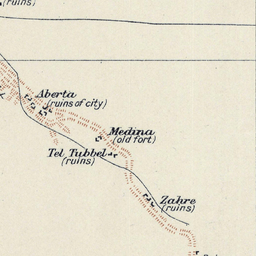 (ruins)
Aberta
(ruins of city)
Medina
(old fort)
Tel Tubbel
(ruins)
Zahre
(ruins)